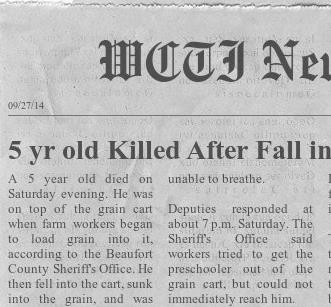 WCTI New
09/27/14
5 yr old Killed After Fall in
A 5 year old died on
Saturday evening. He was
on top of the grain cart
when farm workers began
to load grain into it,
according to the Beaufort
County Sheriff's Office. He
then fell into the cart, sunk
into the grain, and was
unable to breathe.
Deputies responded at
about 7 p.m. Saturday. The
Sheriff's Office said
workers tried to get the
preschooler out of the
grain cart, but could not
immediately reach him.